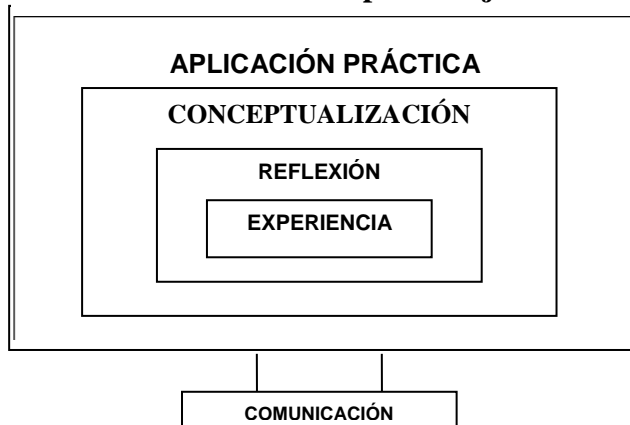 APLICACIÓN PRÁCTICA
CONCEPTUALIZACIÓN
REFLEXIÓN
EXPERIENCIA
COMUNICACIÓN